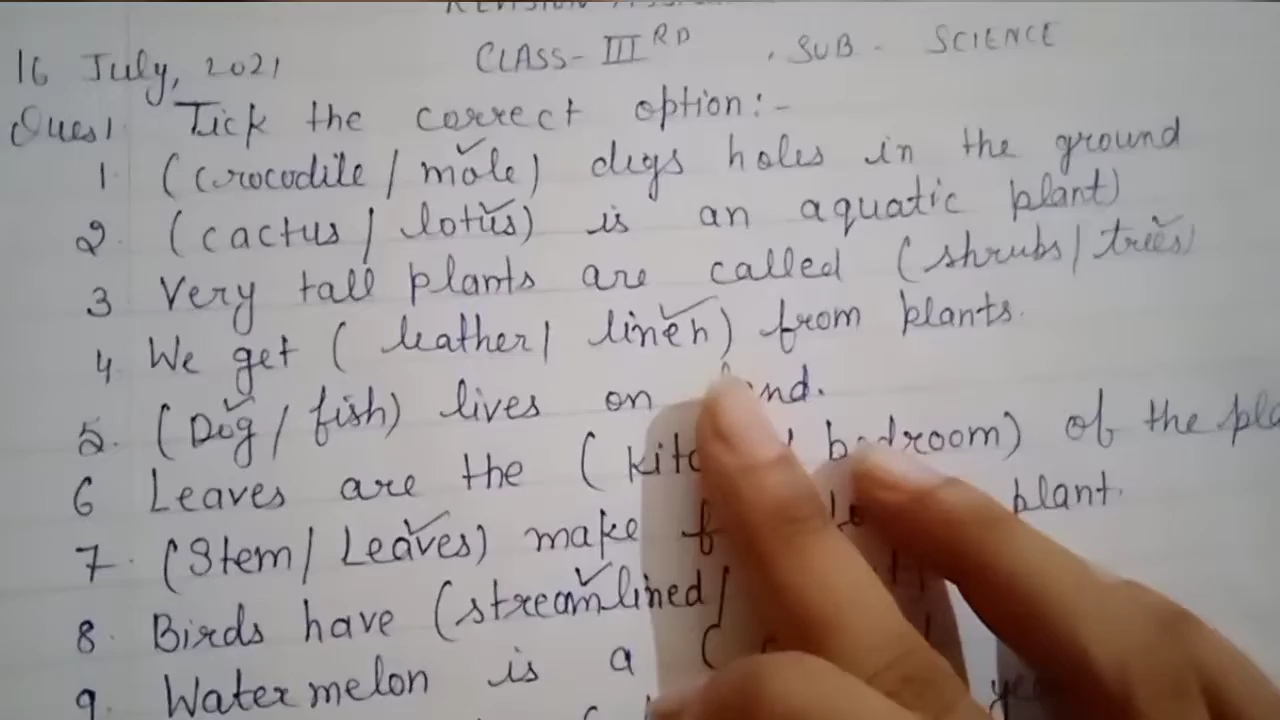 16 July, 2021 CLASS- III RD , SUB - SCIENCE
Ques1 Tick the correct option:-
1. (crocodile / mole) digs holes in the ground
2. (cactus / lotus) is an aquatic plant)
3 Very tall plants are called (shrubs / trees)
4. We get ( leather / linen) from plants.
5. (Dog / fish) lives on
6 Leaves are the ( of the
7. (Stem / Leaves) make plant.
8. Birds have (streamlined /
9. Watermelon is a (